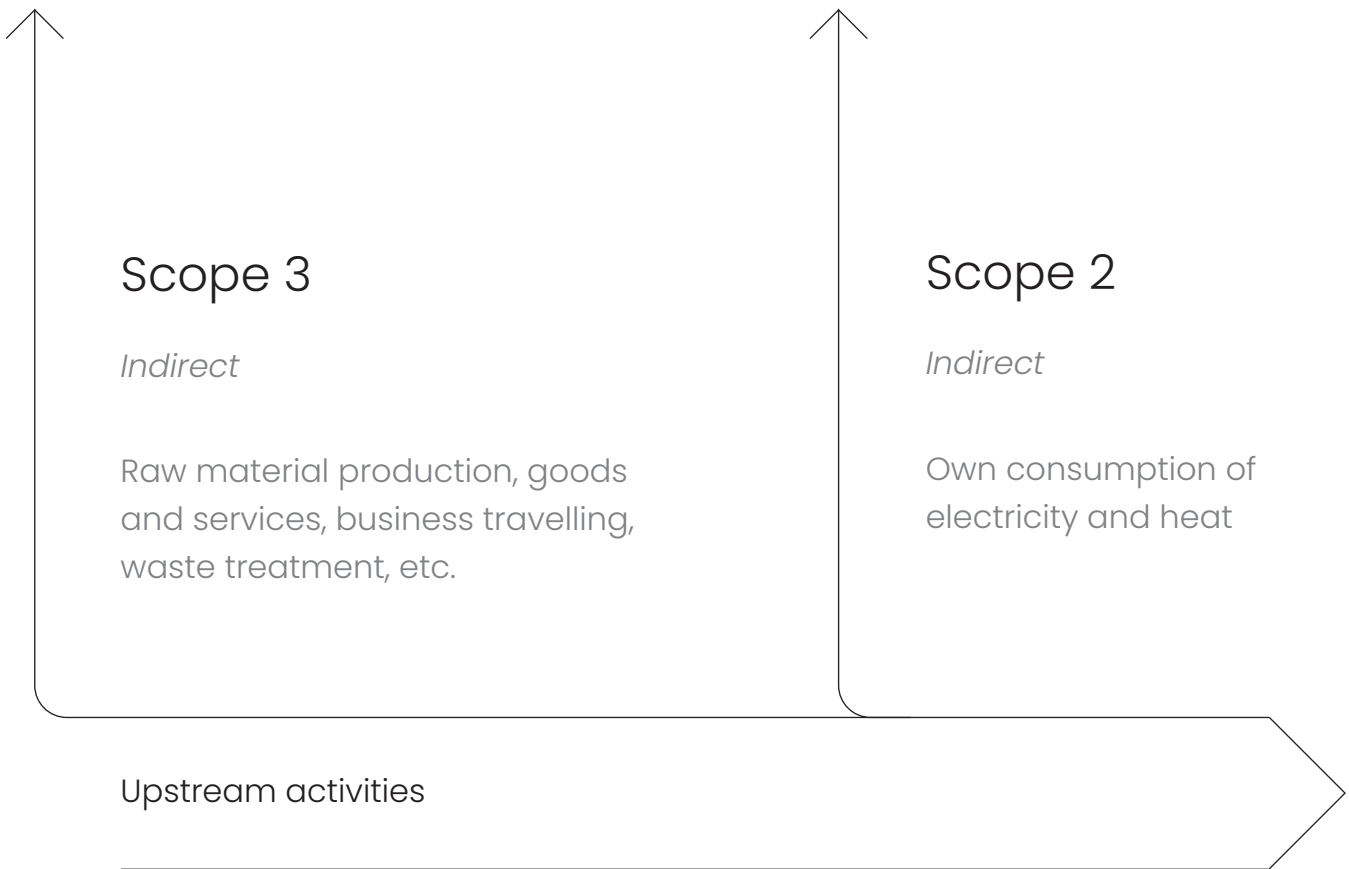 Scope 3
Indirect
Raw material production, goods
and services, business travelling,
waste treatment, etc.
Scope 2
Indirect
Own consumption of
electricity and heat
Upstream activities